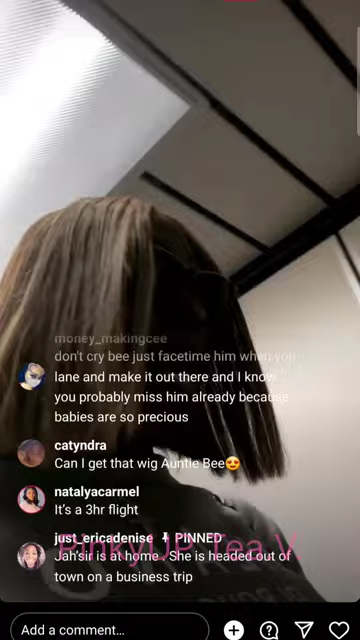 money_makingcee
don't cry bee just facetime him when you
lane and make it out there and I know
you probably miss him already because
babies are so precious
catyndra
Can I get that wig Auntie Bee😍
natalyacarmel
It's a 3hr flight
just_ericadenise 📌 PINNED
Jah'sir is at home . She is headed out of
town on a business trip
PinkyUP Tea
Add a comment...